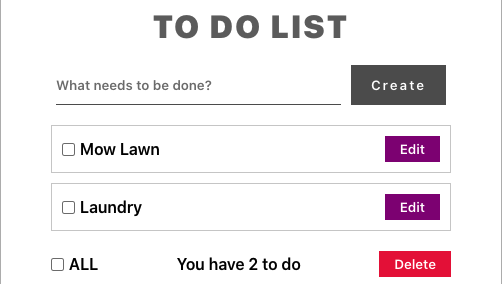 TO DO LIST
What needs to be done? Create
Mow Lawn Edit
Laundry Edit
ALL You have 2 to do Delete